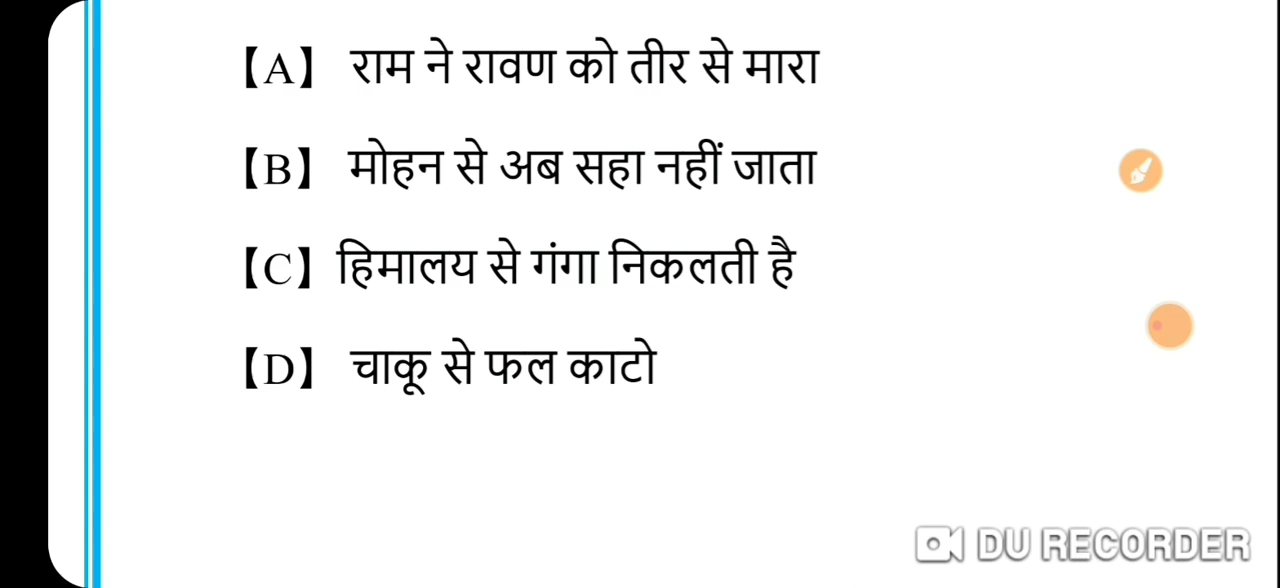 【A】 राम ने रावण को तीर से मारा
【B】 मोहन से अब सहा नहीं जाता
【C】 हिमालय से गंगा निकलती है
【D】 चाकू से फल काटो
DU RECORDER